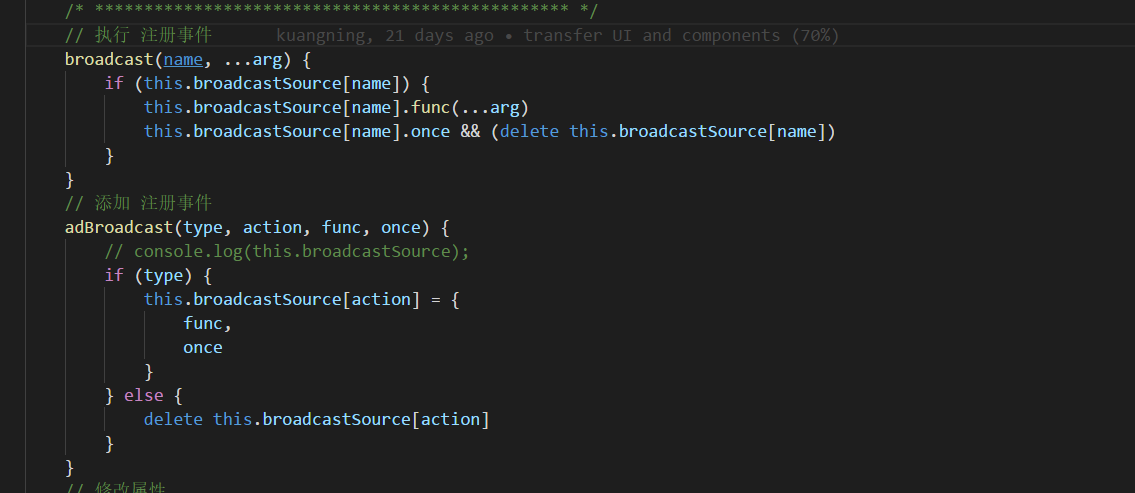 /* ************************************************ */
// 执行 注册事件 kuangning, 21 days ago • transfer UI and components (70%)
broadcast(name, ...arg) {
if (this.broadcastSource[name]) {
this.broadcastSource[name].func(...arg)
this.broadcastSource[name].once && (delete this.broadcastSource[name])
}
}
// 添加 注册事件
adBroadcast(type, action, func, once) {
// console.log(this.broadcastSource);
if (type) {
this.broadcastSource[action] = {
func,
once
}
} else {
delete this.broadcastSource[action]
}
}
// 修改属性